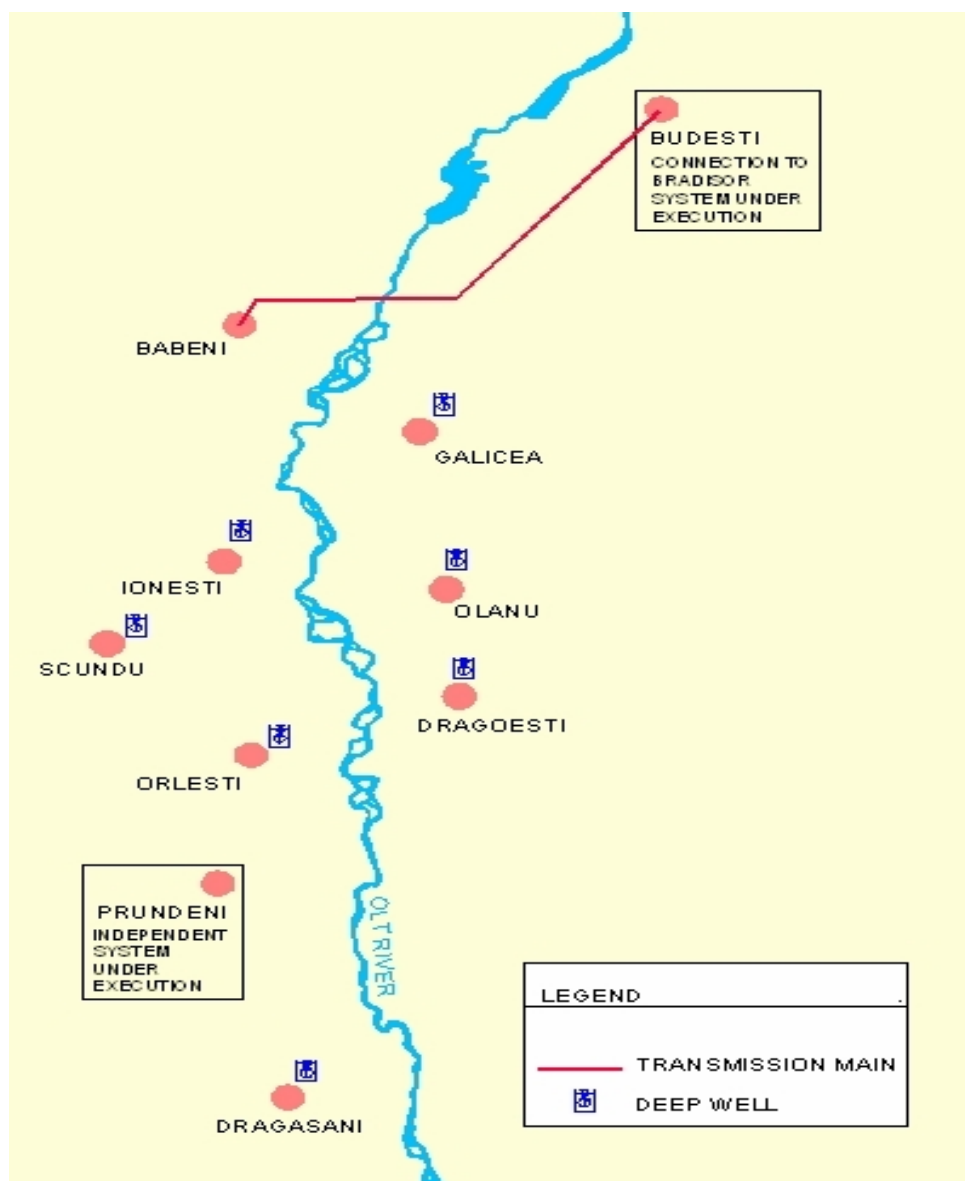 BUDESTI
CONNECTION TO
BRADISOR
SYSTEM UNDER
EXECUTION
BABENI
GALICEA
IONESTI
OLANU
SCUNDU
DRAGOESTI
ORLESTI
PRUNDENI
INDEPENDENT
SYSTEM
UNDER
EXECUTION
OLT RIVER
LEGEND .
TRANSMISSION MAIN
DEEP WELL
DRAGASANI